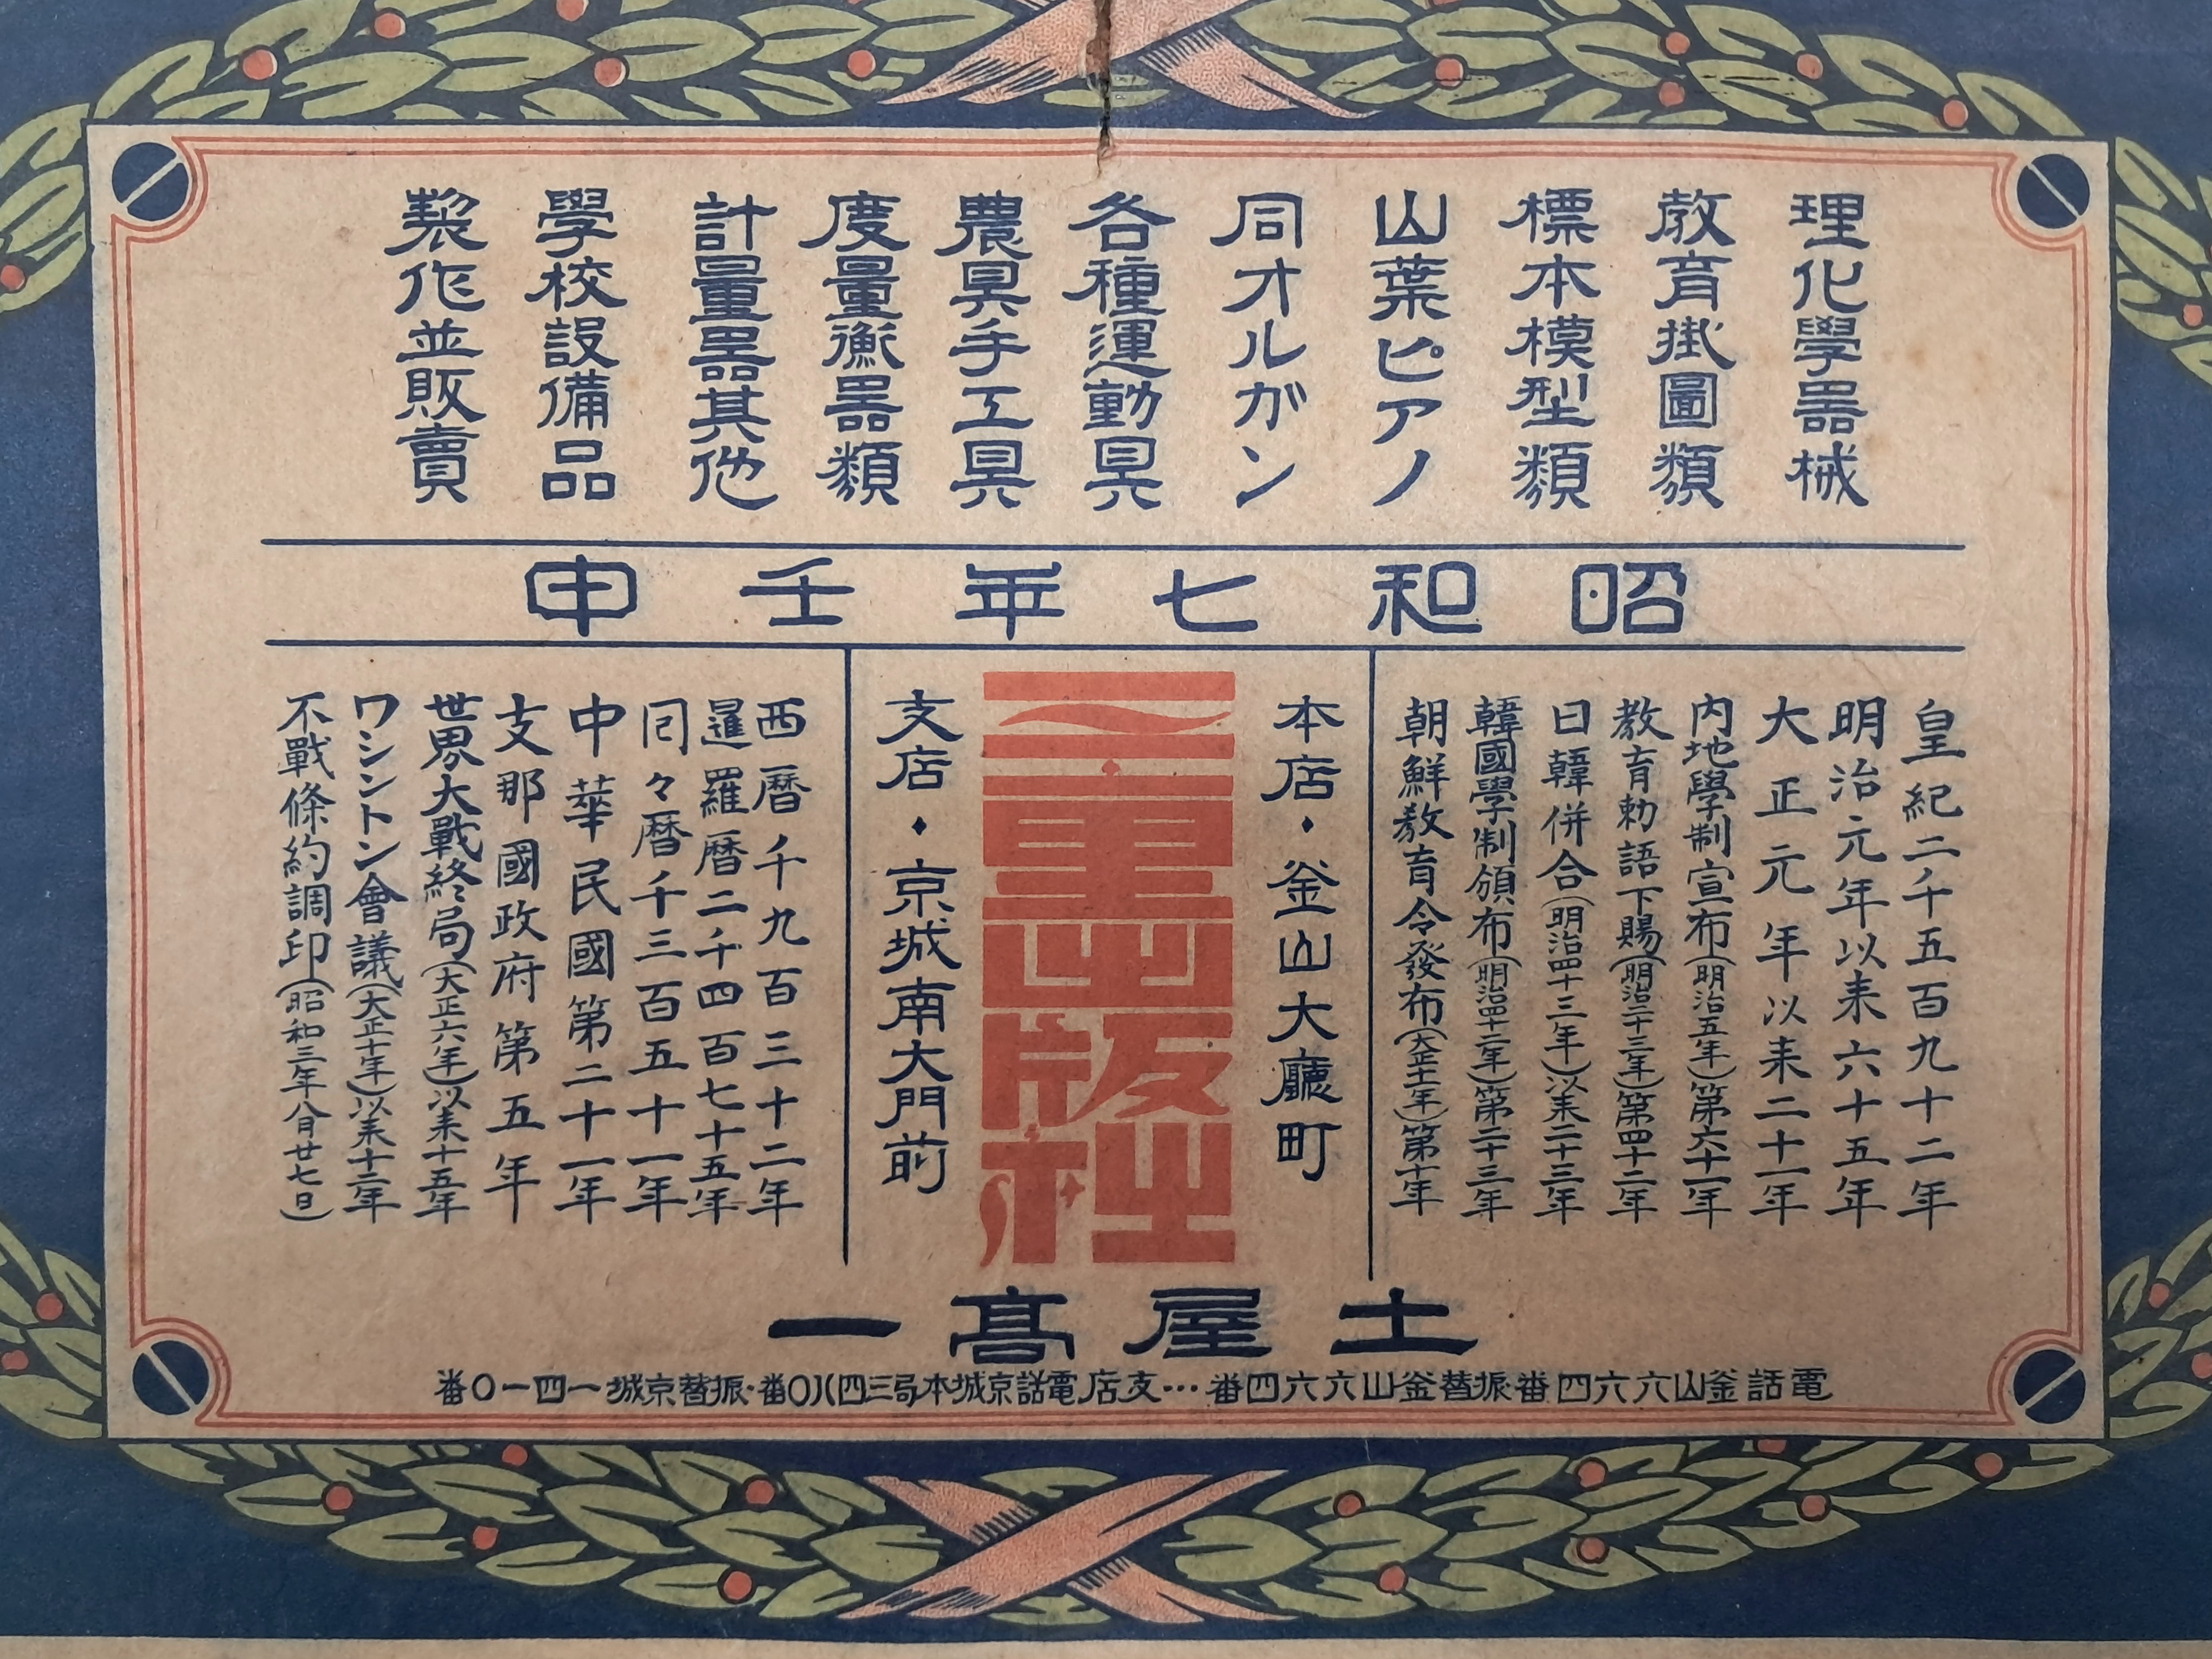 理化學器械
教育掛圖類
標本模型類
山葉ピアノ
同オルガン
各種運動具
農具手工具
度量衡器類
計量器其他
學校設備品
製作並販賣
昭和七年壬申
皇紀二千五百九十二年
明治元年以来六十五年
大正元年以来二十一年
内地學制宣布(明治五年)第六十一年
教育勅語下賜(明治二十三年)第四十二年
日韓併合(明治四十三年)以来二十三年
韓國學制頒布(明治四十二年)第二十三年
朝鮮教育令發布(大正十一年)第十年
本店・釜山大廳町
三重出版社
支店・京城南大門前
西暦千九百三十二年
暹羅暦二千四百七十五年
同々暦千三百五十一年
中華民國第二十一年
支那國政府第五年
世界大戰終局(大正六年)以来十五年
ワシントン會議(大正十年)以来十二年
不戰條約調印(昭和三年八月廿七日)
土屋髙一
電話釜山六六四番・振替釜山六六四番…支店電話京城本局三四八〇番・振替京城一四一〇番